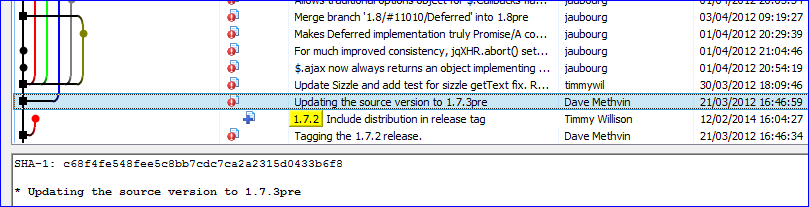 Merge branch '1.8/#11010/Deferred' into 1.8pre jaubourg 03/04/2012 09:19:27
Makes Deferred implementation truly Promise/A co... jaubourg 20/04/2012 20:29:39
For much improved consistency, jqXHR.abort() set... jaubourg 01/04/2012 21:04:46
$.ajax now always returns an object implementing ... jaubourg 01/04/2012 20:54:19
Update Sizzle and add test for sizzle getText fix. R... timmywil 30/03/2012 18:09:46
Updating the source version to 1.7.3pre Dave Methvin 21/03/2012 16:46:59
1.7.2 Include distribution in release tag Timmy Willison 12/02/2014 16:04:27
Tagging the 1.7.2 release. Dave Methvin 21/03/2012 16:46:34
SHA-1: c68f4fe548fee5c8bb7cdc7ca2a2315d0433b6f8
* Updating the source version to 1.7.3pre